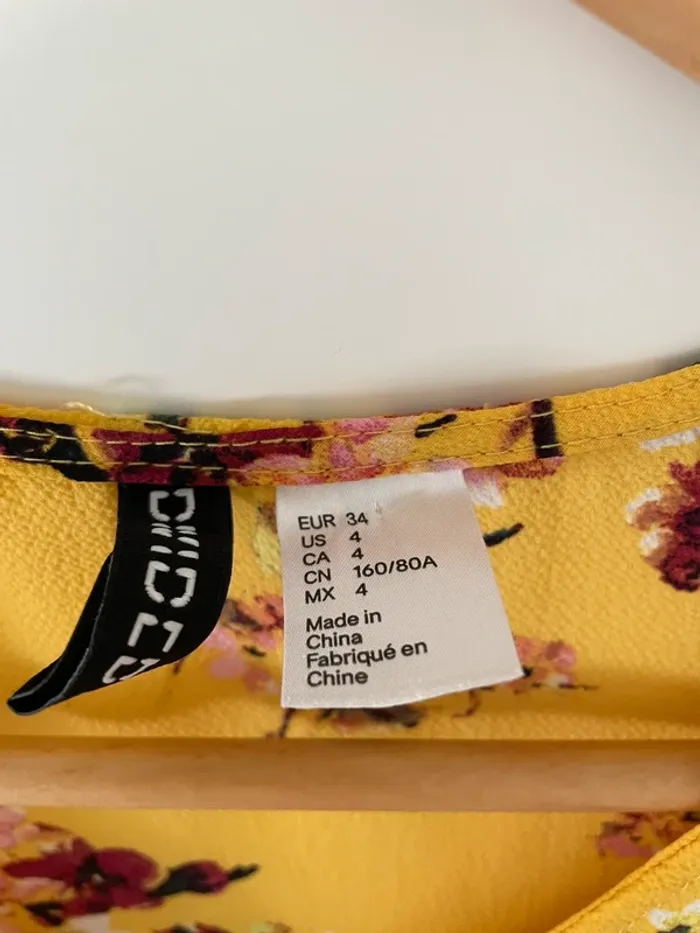 EUR 34
US 4
CA 4
CN 160/80A
MX 4
Made in
China
Fabriqué en
Chine